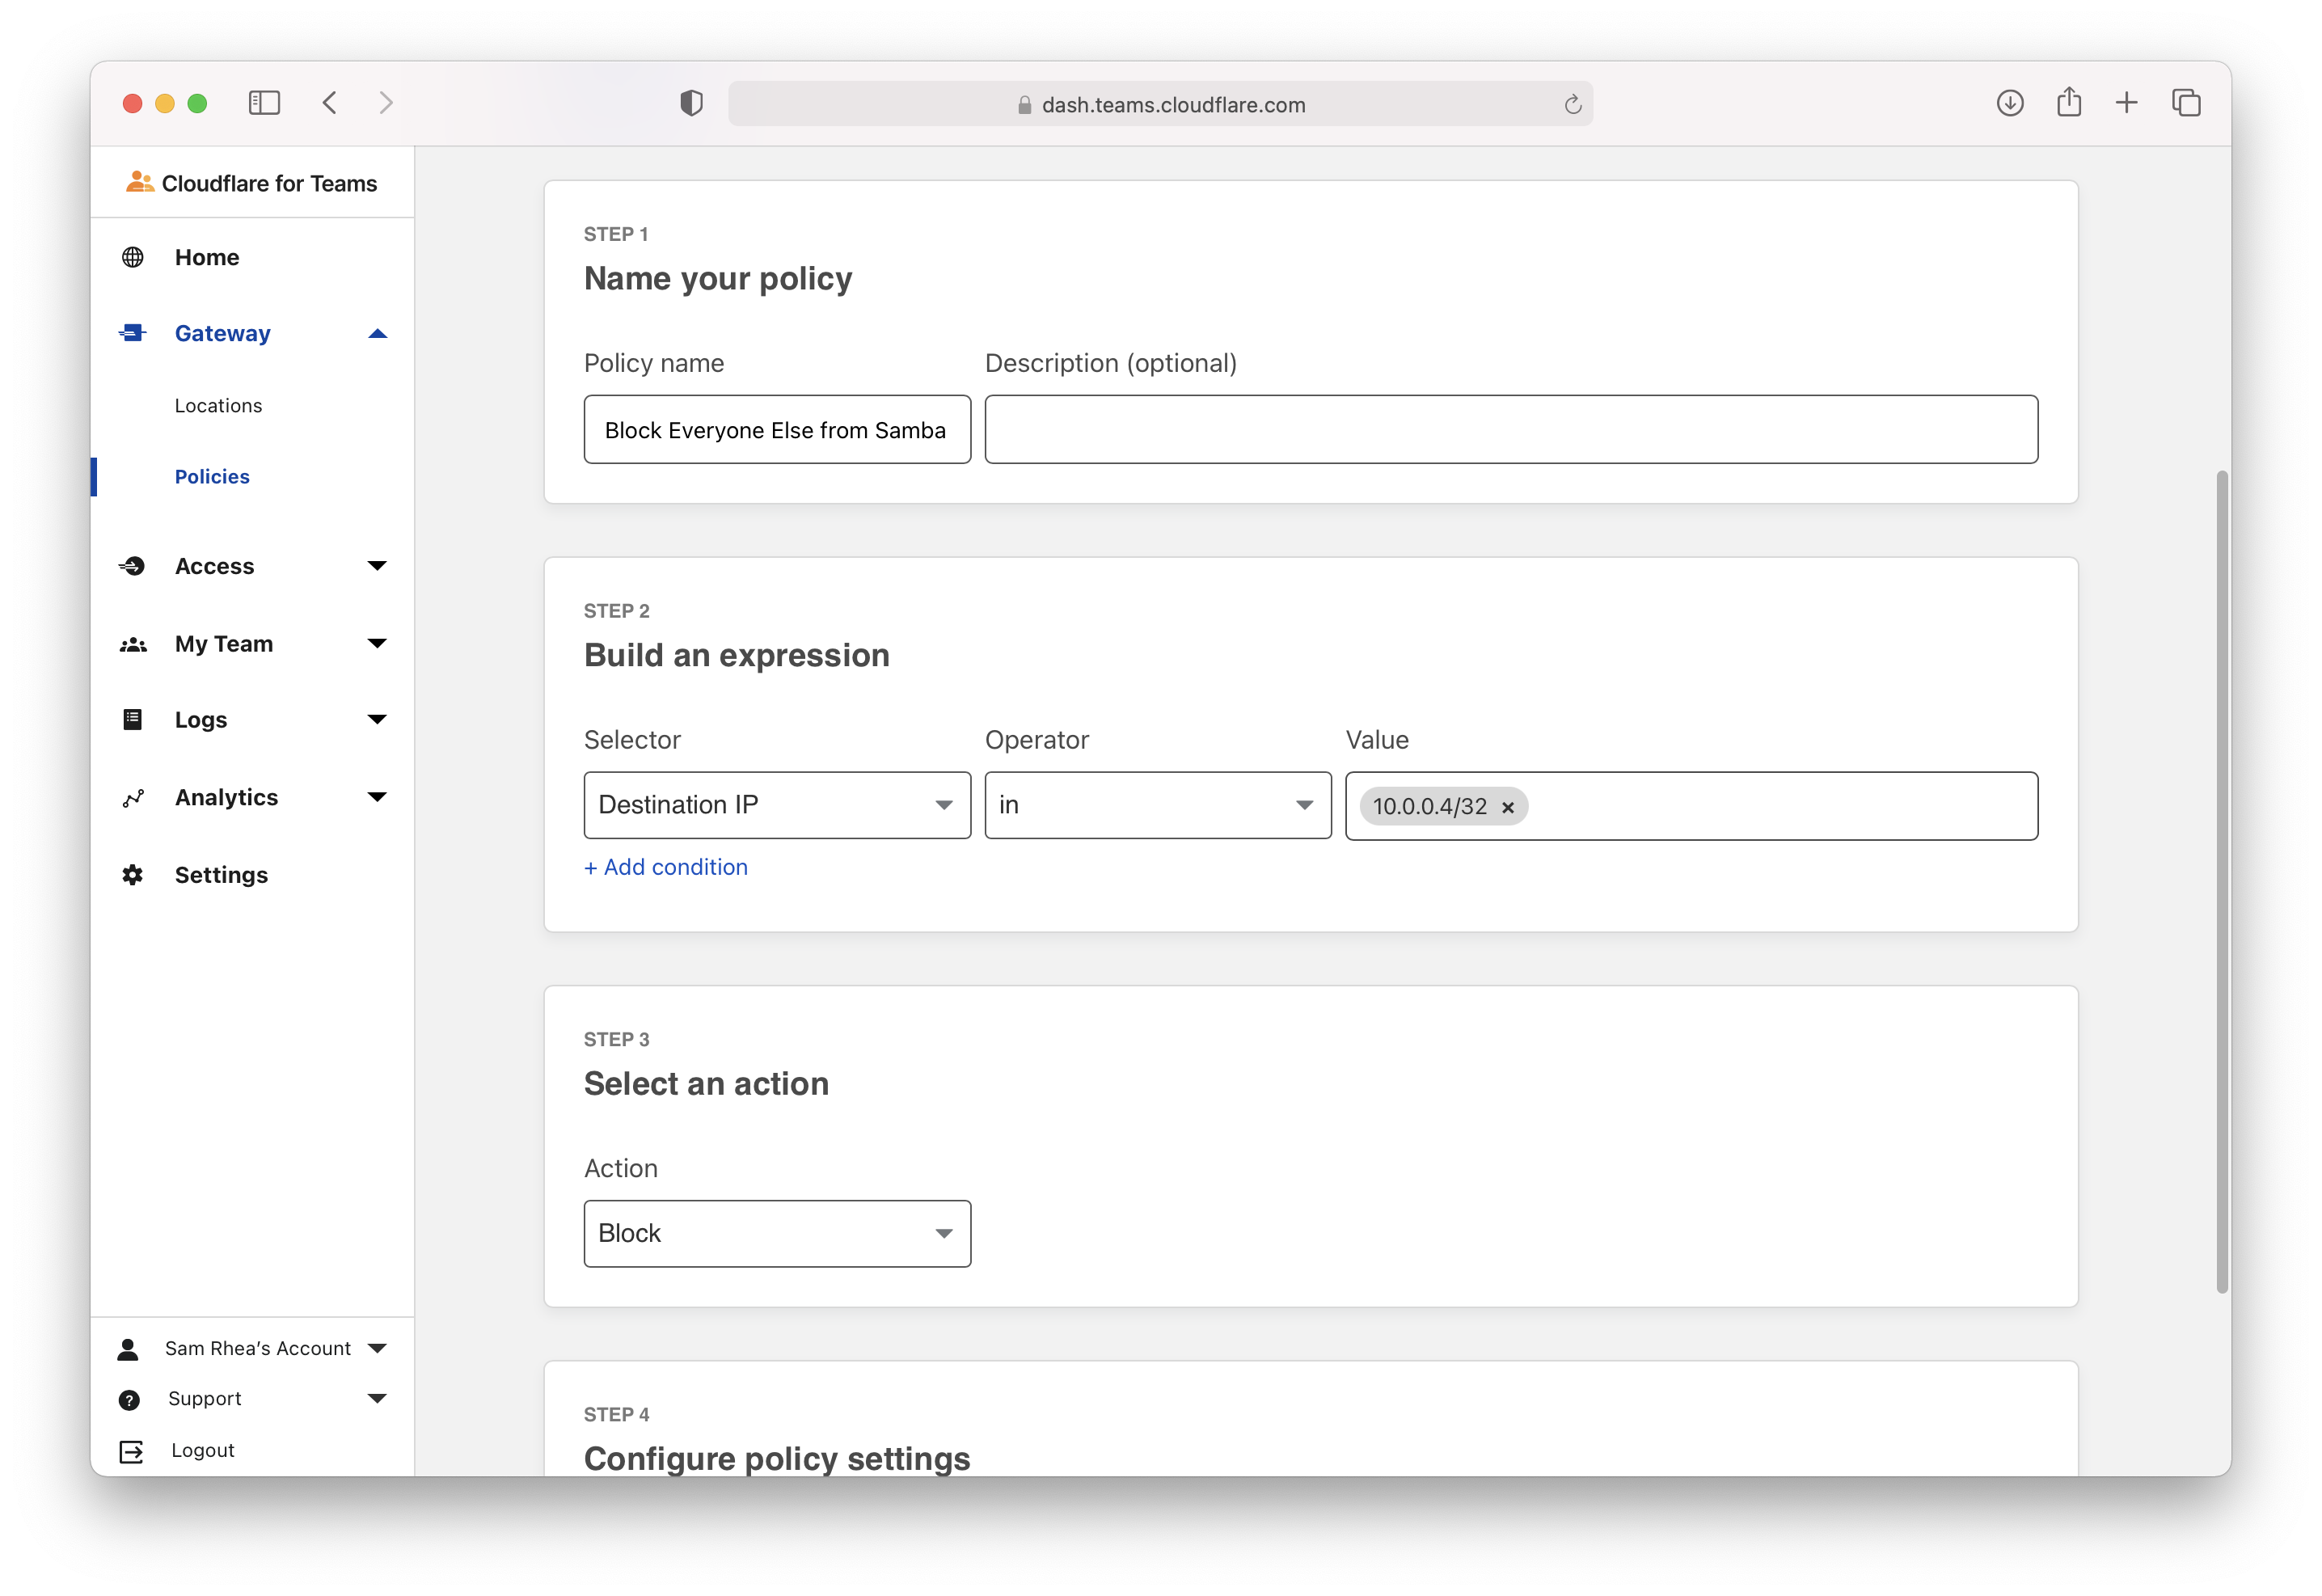 dash.teams.cloudflare.com
Cloudflare for Teams
Home
Gateway
Locations
Policies
Access
My Team
Logs
Analytics
Settings
Sam Rhea’s Account
Support
Logout
STEP 1
Name your policy
Policy name Description (optional)
Block Everyone Else from Samba
STEP 2
Build an expression
Selector Operator Value
Destination IP in 10.0.0.4/32 ×
+ Add condition
STEP 3
Select an action
Action
Block
STEP 4
Configure policy settings